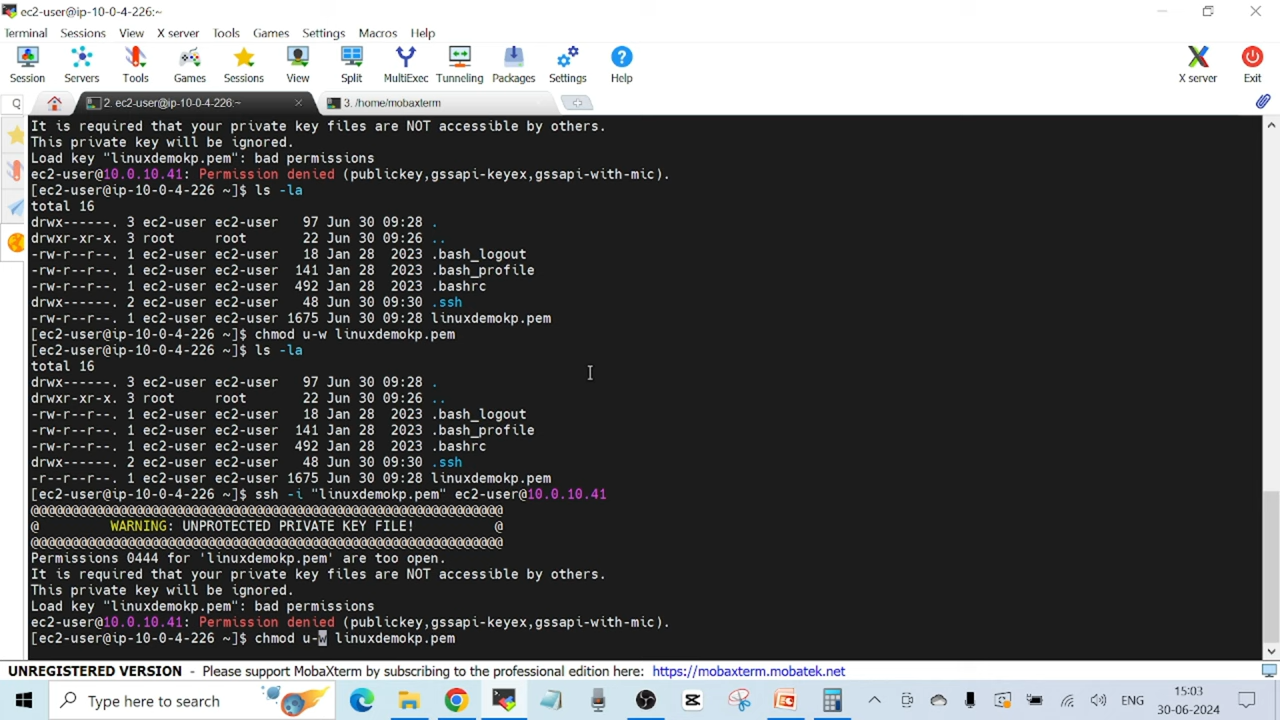 ec2-user@ip-10-0-4-226:~
Terminal Sessions View X server Tools Games Settings Macros Help
Session Servers Tools Games Sessions View Split MultiExec Tunneling Packages Settings Help X server Exit
2. ec2-user@ip-10-0-4-226:~ 3. /home/mobaxterm
It is required that your private key files are NOT accessible by others.
This private key will be ignored.
Load key "linuxdemokp.pem": bad permissions
ec2-user@10.0.10.41: Permission denied (publickey,gssapi-keyex,gssapi-with-mic).
[ec2-user@ip-10-0-4-226 ~]$ ls -la
total 16
drwx------. 3 ec2-user ec2-user   97 Jun 30 09:28 .
drwxr-xr-x. 3 root     root       22 Jun 30 09:26 ..
-rw-r--r--. 1 ec2-user ec2-user   18 Jan 28  2023 .bash_logout
-rw-r--r--. 1 ec2-user ec2-user  141 Jan 28  2023 .bash_profile
-rw-r--r--. 1 ec2-user ec2-user  492 Jan 28  2023 .bashrc
drwx------. 2 ec2-user ec2-user   48 Jun 30 09:30 .ssh
-rw-r--r--. 1 ec2-user ec2-user 1675 Jun 30 09:28 linuxdemokp.pem
[ec2-user@ip-10-0-4-226 ~]$ chmod u-w linuxdemokp.pem
[ec2-user@ip-10-0-4-226 ~]$ ls -la
total 16
drwx------. 3 ec2-user ec2-user   97 Jun 30 09:28 .
drwxr-xr-x. 3 root     root       22 Jun 30 09:26 ..
-rw-r--r--. 1 ec2-user ec2-user   18 Jan 28  2023 .bash_logout
-rw-r--r--. 1 ec2-user ec2-user  141 Jan 28  2023 .bash_profile
-rw-r--r--. 1 ec2-user ec2-user  492 Jan 28  2023 .bashrc
drwx------. 2 ec2-user ec2-user   48 Jun 30 09:30 .ssh
-r--r--r--. 1 ec2-user ec2-user 1675 Jun 30 09:28 linuxdemokp.pem
[ec2-user@ip-10-0-4-226 ~]$ ssh -i "linuxdemokp.pem" ec2-user@10.0.10.41
@@@@@@@@@@@@@@@@@@@@@@@@@@@@@@@@@@@@@@@@@@@@@@@@@@@@@@@@@@@
@         WARNING: UNPROTECTED PRIVATE KEY FILE!          @
@@@@@@@@@@@@@@@@@@@@@@@@@@@@@@@@@@@@@@@@@@@@@@@@@@@@@@@@@@@
Permissions 0444 for 'linuxdemokp.pem' are too open.
It is required that your private key files are NOT accessible by others.
This private key will be ignored.
Load key "linuxdemokp.pem": bad permissions
ec2-user@10.0.10.41: Permission denied (publickey,gssapi-keyex,gssapi-with-mic).
[ec2-user@ip-10-0-4-226 ~]$ chmod u-w linuxdemokp.pem
UNREGISTERED VERSION - Please support MobaXterm by subscribing to the professional edition here: https://mobaxterm.mobatek.net
Type here to search ENG 15:03
30-06-2024